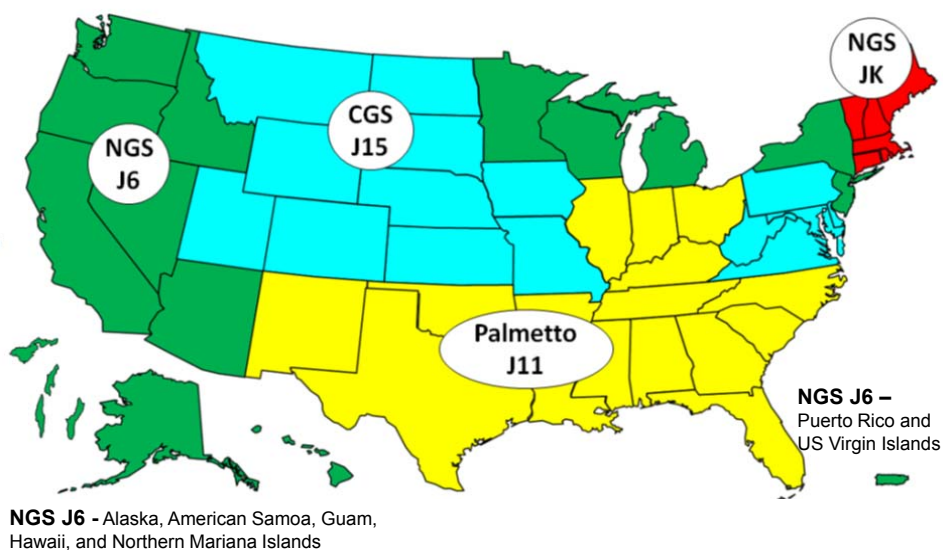 NGS
JK
CGS
J15
NGS
J6
Palmetto
J11
NGS J6 –
Puerto Rico and
US Virgin Islands
NGS J6 - Alaska, American Samoa, Guam,
Hawaii, and Northern Mariana Islands